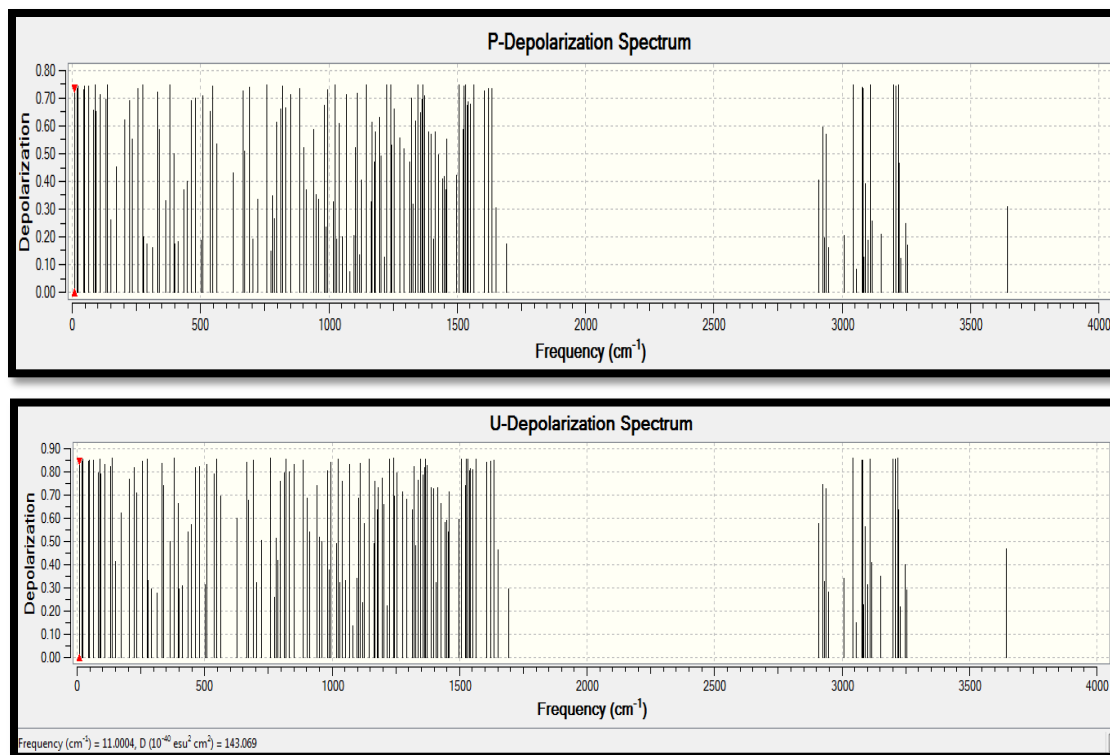 P-Depolarization Spectrum
Depolarization
0.80
0.70
0.60
0.50
0.40
0.30
0.20
0.10
0.00
0 500 1000 1500 2000 2500 3000 3500 4000
Frequency (cm⁻¹)
U-Depolarization Spectrum
Depolarization
0.90
0.80
0.70
0.60
0.50
0.40
0.30
0.20
0.10
0.00
0 500 1000 1500 2000 2500 3000 3500 4000
Frequency (cm⁻¹)
Frequency (cm⁻¹) = 11.0004, D (10⁻⁴⁰ esu² cm²) = 143.069